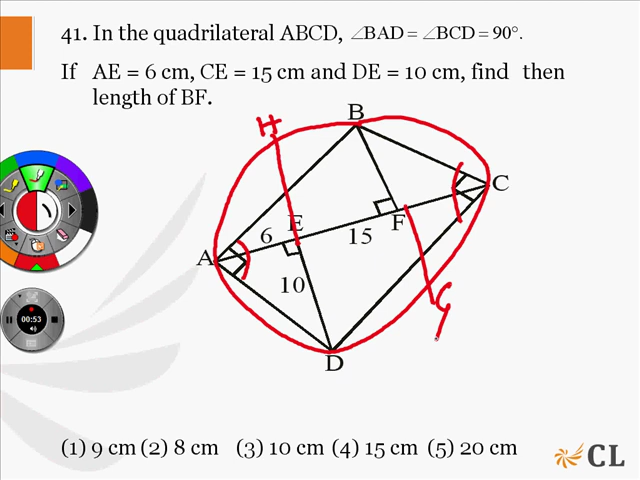 41. In the quadrilateral ABCD, ∠BAD = ∠BCD = 90°.
If AE = 6 cm, CE = 15 cm and DE = 10 cm, find then
length of BF.
H
B
C
E
F
6
15
A
10
G
D
00:53
(1) 9 cm (2) 8 cm (3) 10 cm (4) 15 cm (5) 20 cm
CL